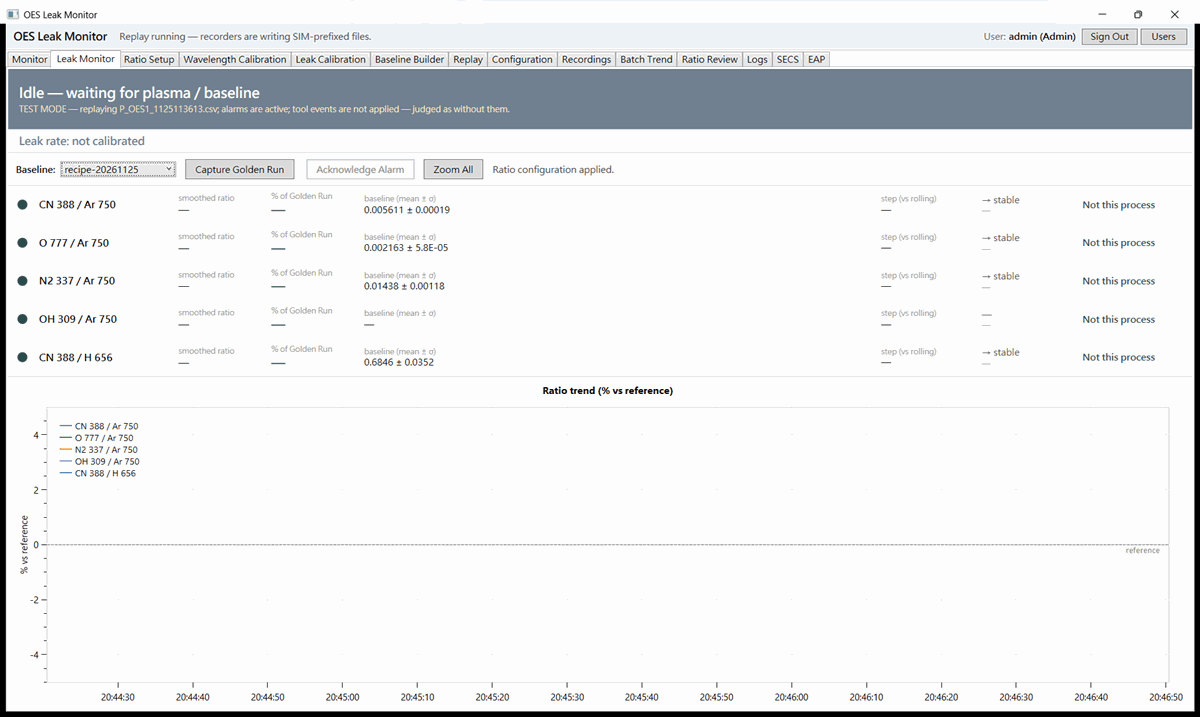 OES Leak Monitor
OES Leak Monitor Replay running — recorders are writing SIM-prefixed files. User: admin (Admin) Sign Out Users
Monitor Leak Monitor Ratio Setup Wavelength Calibration Leak Calibration Baseline Builder Replay Configuration Recordings Batch Trend Ratio Review Logs SECS EAP
Idle — waiting for plasma / baseline
TEST MODE — replaying P_OES1_1125113613.csv; alarms are active; tool events are not applied — judged as without them.
Leak rate: not calibrated
Baseline: recipe-20261125 Capture Golden Run Acknowledge Alarm Zoom All Ratio configuration applied.
smoothed ratio % of Golden Run baseline (mean ± σ) step (vs rolling) → stable
CN 388 / Ar 750 — — 0.005611 ± 0.00019 — — Not this process
smoothed ratio % of Golden Run baseline (mean ± σ) step (vs rolling) → stable
O 777 / Ar 750 — — 0.002163 ± 5.8E-05 — — Not this process
smoothed ratio % of Golden Run baseline (mean ± σ) step (vs rolling) → stable
N2 337 / Ar 750 — — 0.01438 ± 0.00118 — — Not this process
smoothed ratio % of Golden Run baseline (mean ± σ) step (vs rolling) —
OH 309 / Ar 750 — — — — — Not this process
smoothed ratio % of Golden Run baseline (mean ± σ) step (vs rolling) → stable
CN 388 / H 656 — — 0.6846 ± 0.0352 — — Not this process
Ratio trend (% vs reference)
CN 388 / Ar 750
O 777 / Ar 750
N2 337 / Ar 750
OH 309 / Ar 750
CN 388 / H 656
% vs reference
4
2
0
-2
-4
reference
20:44:30 20:44:40 20:44:50 20:45:00 20:45:10 20:45:20 20:45:30 20:45:40 20:45:50 20:46:00 20:46:10 20:46:20 20:46:30 20:46:40 20:46:50